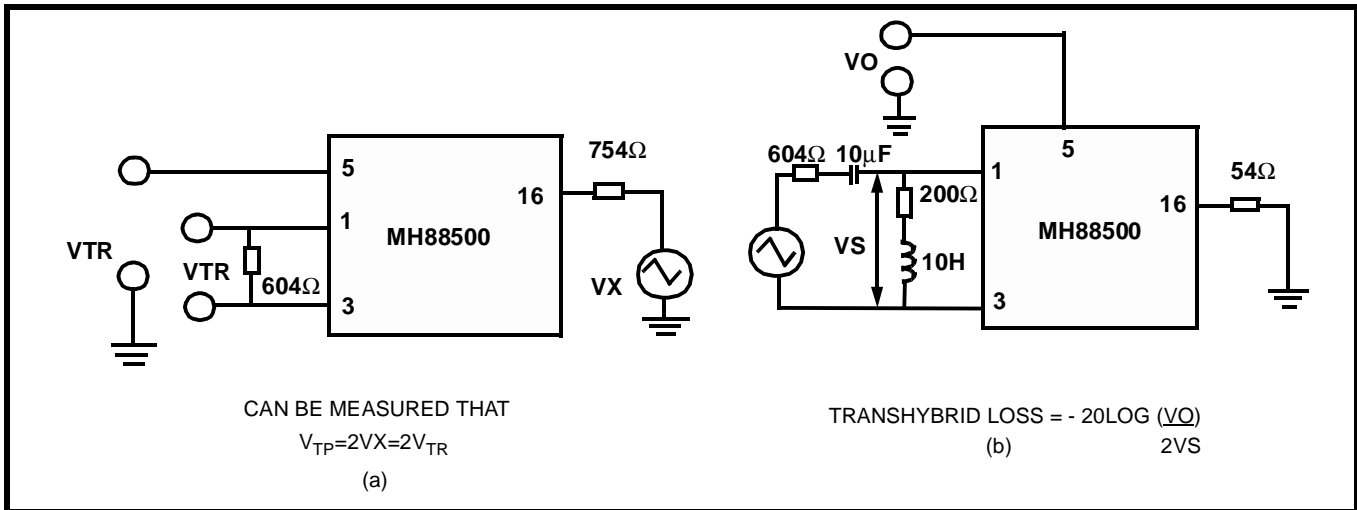 5
1
3
16
MH88500
754Ω
VX
VTR
VTR
604Ω
CAN BE MEASURED THAT
VTP=2VX=2VTR
(a)
VO
604Ω
10μF
200Ω
VS
10H
1
5
3
16
MH88500
54Ω
TRANSHYBRID LOSS = - 20LOG (VO)
2VS
(b)